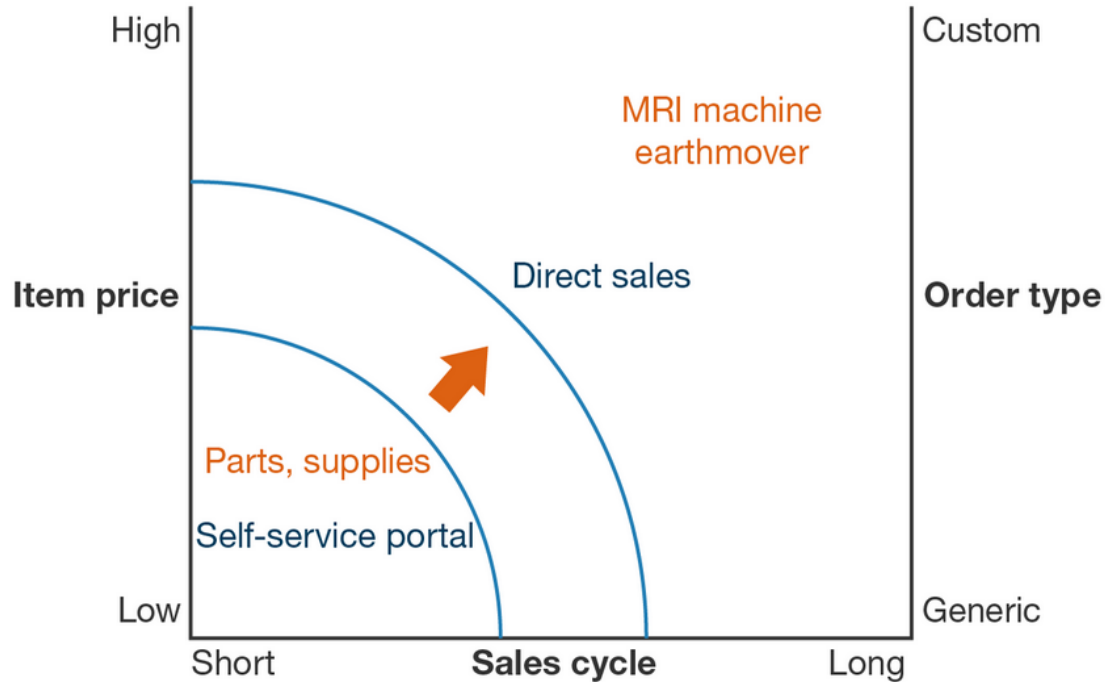 High
Custom
MRI machine
earthmover
Direct sales
Item price
Order type
Parts, supplies
Self-service portal
Low
Generic
Short
Sales cycle
Long